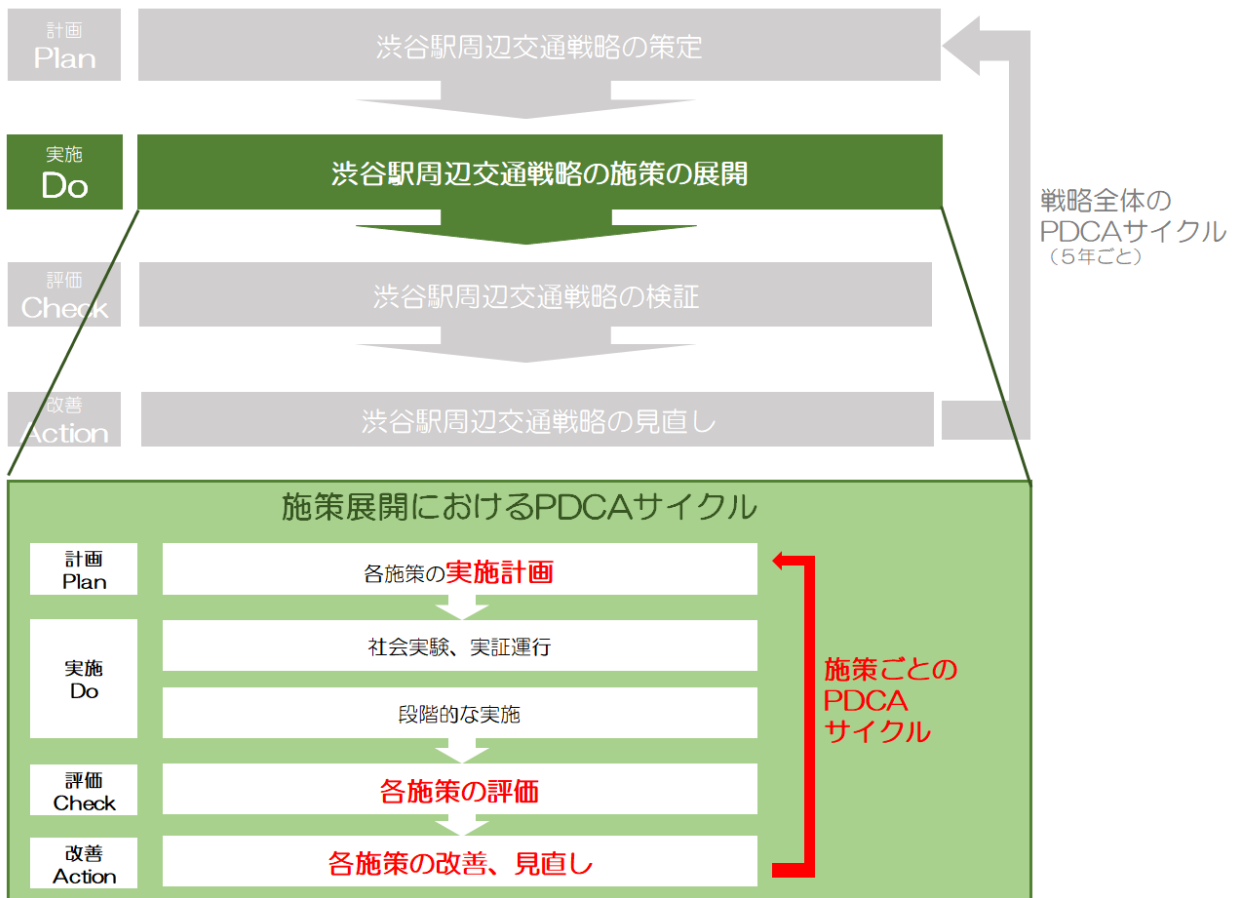 計画
Plan
渋谷駅周辺交通戦略の策定
実施
Do
渋谷駅周辺交通戦略の施策の展開
戦略全体の
PDCAサイクル
（５年ごと）
評価
Check
渋谷駅周辺交通戦略の検証
改善
Action
渋谷駅周辺交通戦略の見直し
施策展開におけるPDCAサイクル
計画
Plan
各施策の実施計画
実施
Do
社会実験、実証運行
段階的な実施
施策ごとの
PDCA
サイクル
評価
Check
各施策の評価
改善
Action
各施策の改善、見直し